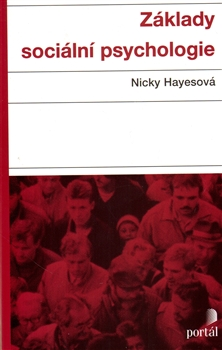 Základy
sociální psychologie
Nicky Hayesová
portál